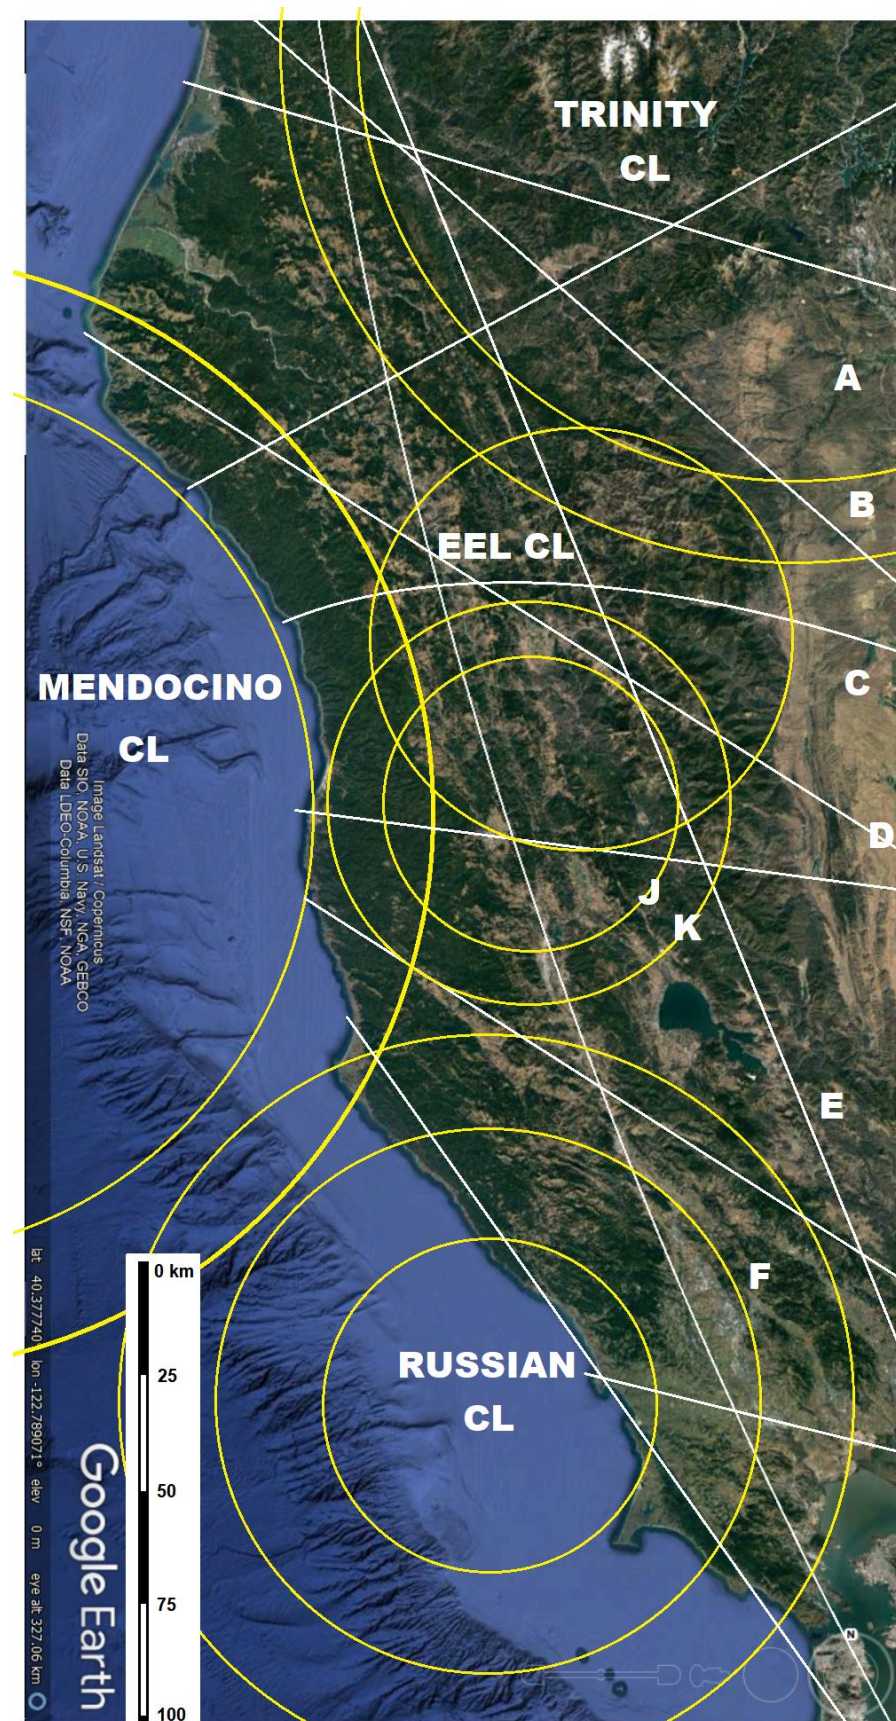 TRINITY
CL
A
B
EEL CL
C
MENDOCINO
CL
D
Image Landsat / Copernicus
Data SIO, NOAA, U.S. Navy, NGA, GEBCO
Data LDEO-Columbia, NSF, NOAA
J
K
E
F
0 km
25
50
75
100
RUSSIAN
CL
Google Earth
lat 40.377740° lon -122.789071° elev 0 m eye alt 327.06 km
N